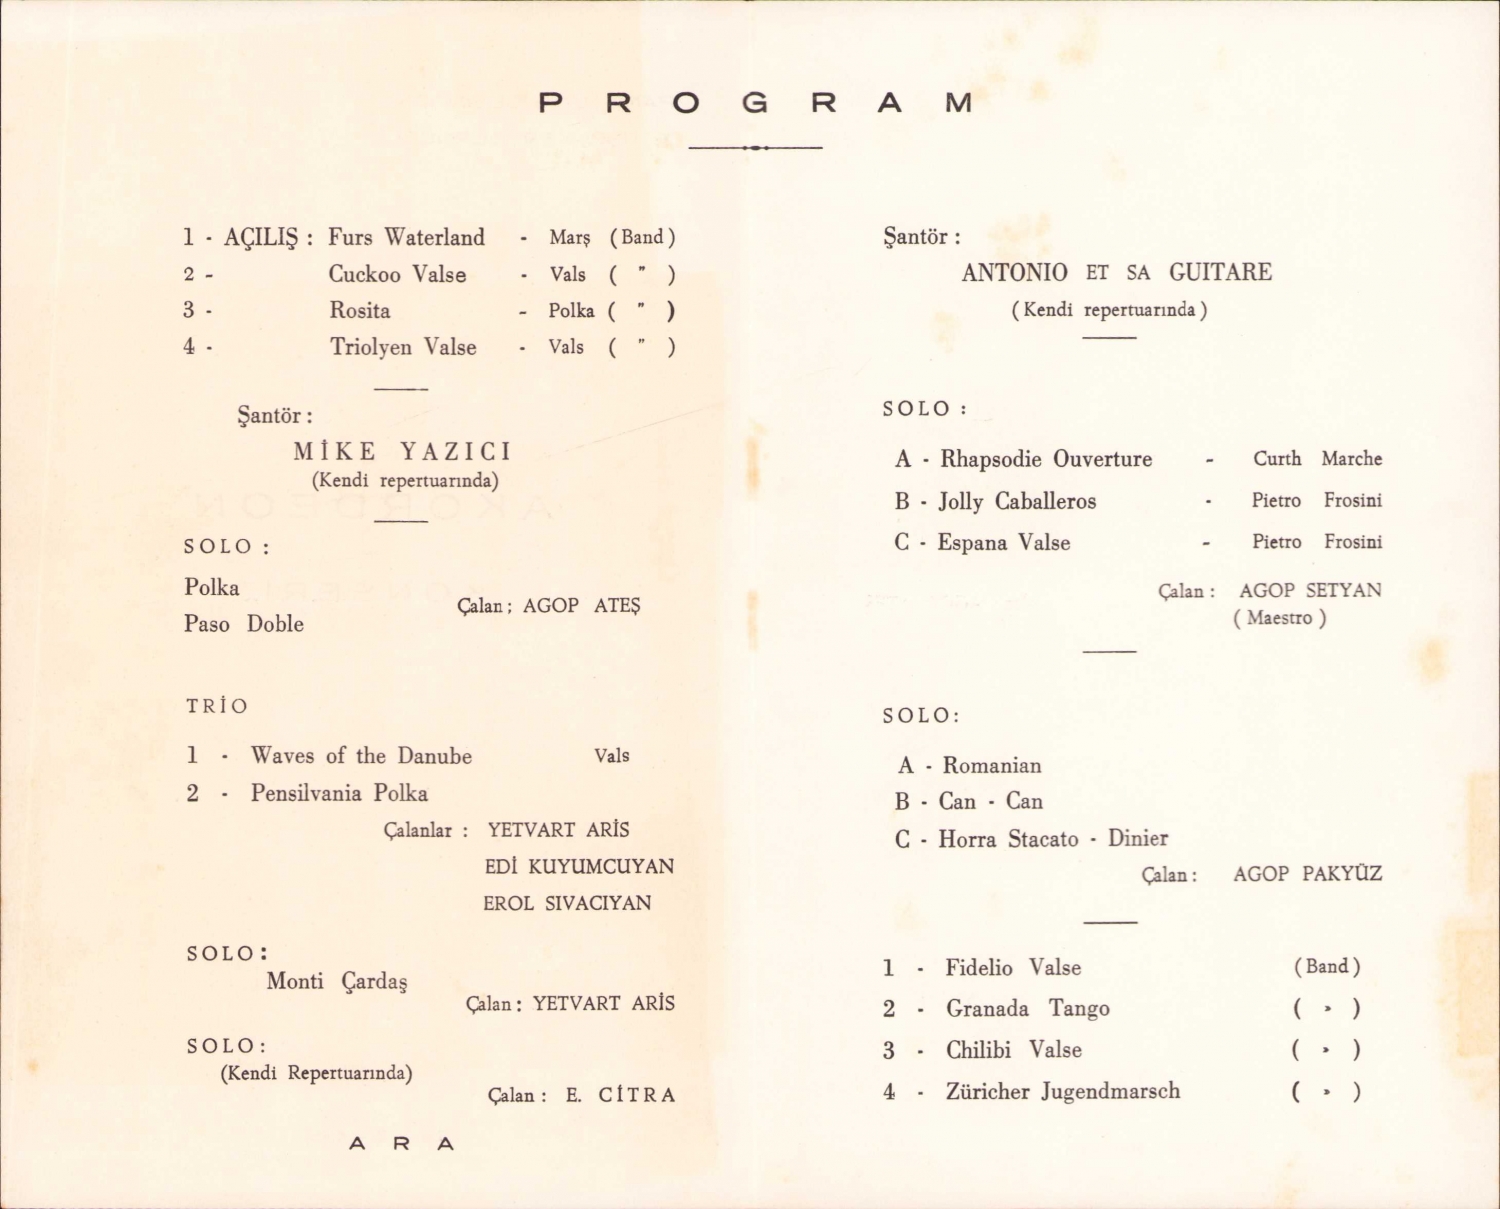 PROGRAM
1 - AÇILIŞ : Furs Waterland - Marş (Band)
2 - Cuckoo Valse - Vals ( " )
3 - Rosita - Polka ( " )
4 - Triolyen Valse - Vals ( " )
Şantör :
MİKE YAZICI
(Kendi repertuarında)
SOLO :
Polka
Paso Doble
Çalan ; AGOP ATEŞ
TRİO
1 - Waves of the Danube Vals
2 - Pensilvania Polka
Çalanlar : YETVART ARİS
EDİ KUYUMCUYAN
EROL SIVACIYAN
SOLO :
Monti Çardaş
Çalan : YETVART ARİS
SOLO :
(Kendi Repertuarında)
Çalan : E. CİTRA
ARA
Şantör :
ANTONIO ET SA GUITARE
(Kendi repertuarında)
SOLO :
A - Rhapsodie Ouverture - Curth Marche
B - Jolly Caballeros - Pietro Frosini
C - Espana Valse - Pietro Frosini
Çalan : AGOP SETYAN
(Maestro)
SOLO:
A - Romanian
B - Can - Can
C - Horra Stacato - Dinier
Çalan : AGOP PAKYÜZ
1 - Fidelio Valse (Band)
2 - Granada Tango ( » )
3 - Chilibi Valse ( » )
4 - Züricher Jugendmarsch ( » )